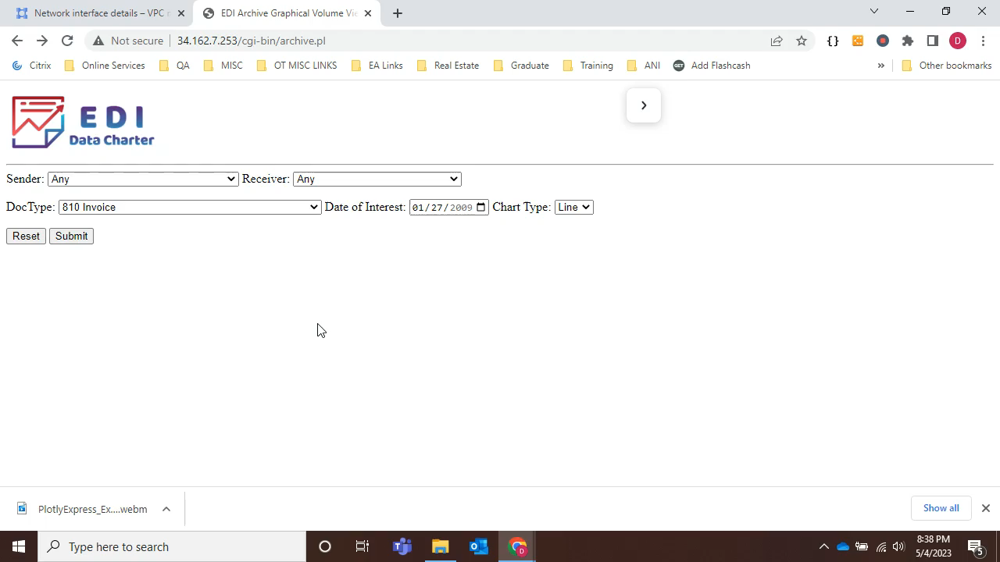 Network interface details – VPC
EDI Archive Graphical Volume Vie
Not secure 34.162.7.253/cgi-bin/archive.pl
{} D
Citrix Online Services QA MISC OT MISC LINKS EA Links Real Estate Graduate Training ANI GET Add Flashcash » Other bookmarks
EDI
Data Charter
Sender: Any Receiver: Any
DocType: 810 Invoice Date of Interest: 01/27/2009 Chart Type: Line
Reset Submit
PlotlyExpress_Ex....webm Show all
Type here to search
D
8:38 PM
5/4/2023
5